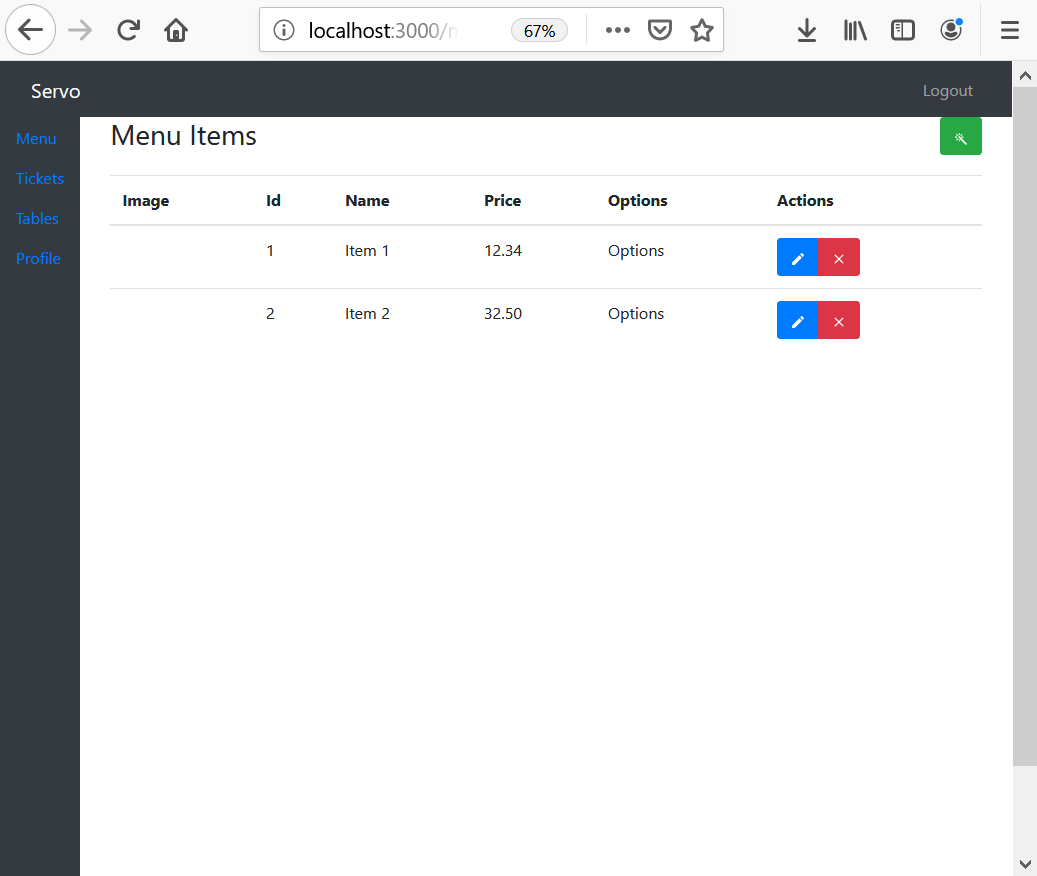 localhost:3000/
67%
Servo
Logout
Menu
Tickets
Tables
Profile
Menu Items
Image Id Name Price Options Actions
1 Item 1 12.34 Options
2 Item 2 32.50 Options